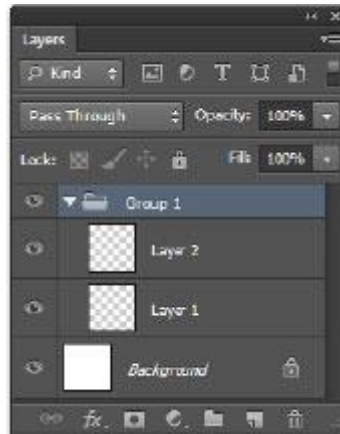 Layers
Kind
Pass Through Opacity: 100%
Lock: Fill: 100%
Group 1
Layer 2
Layer 1
Background
fx.